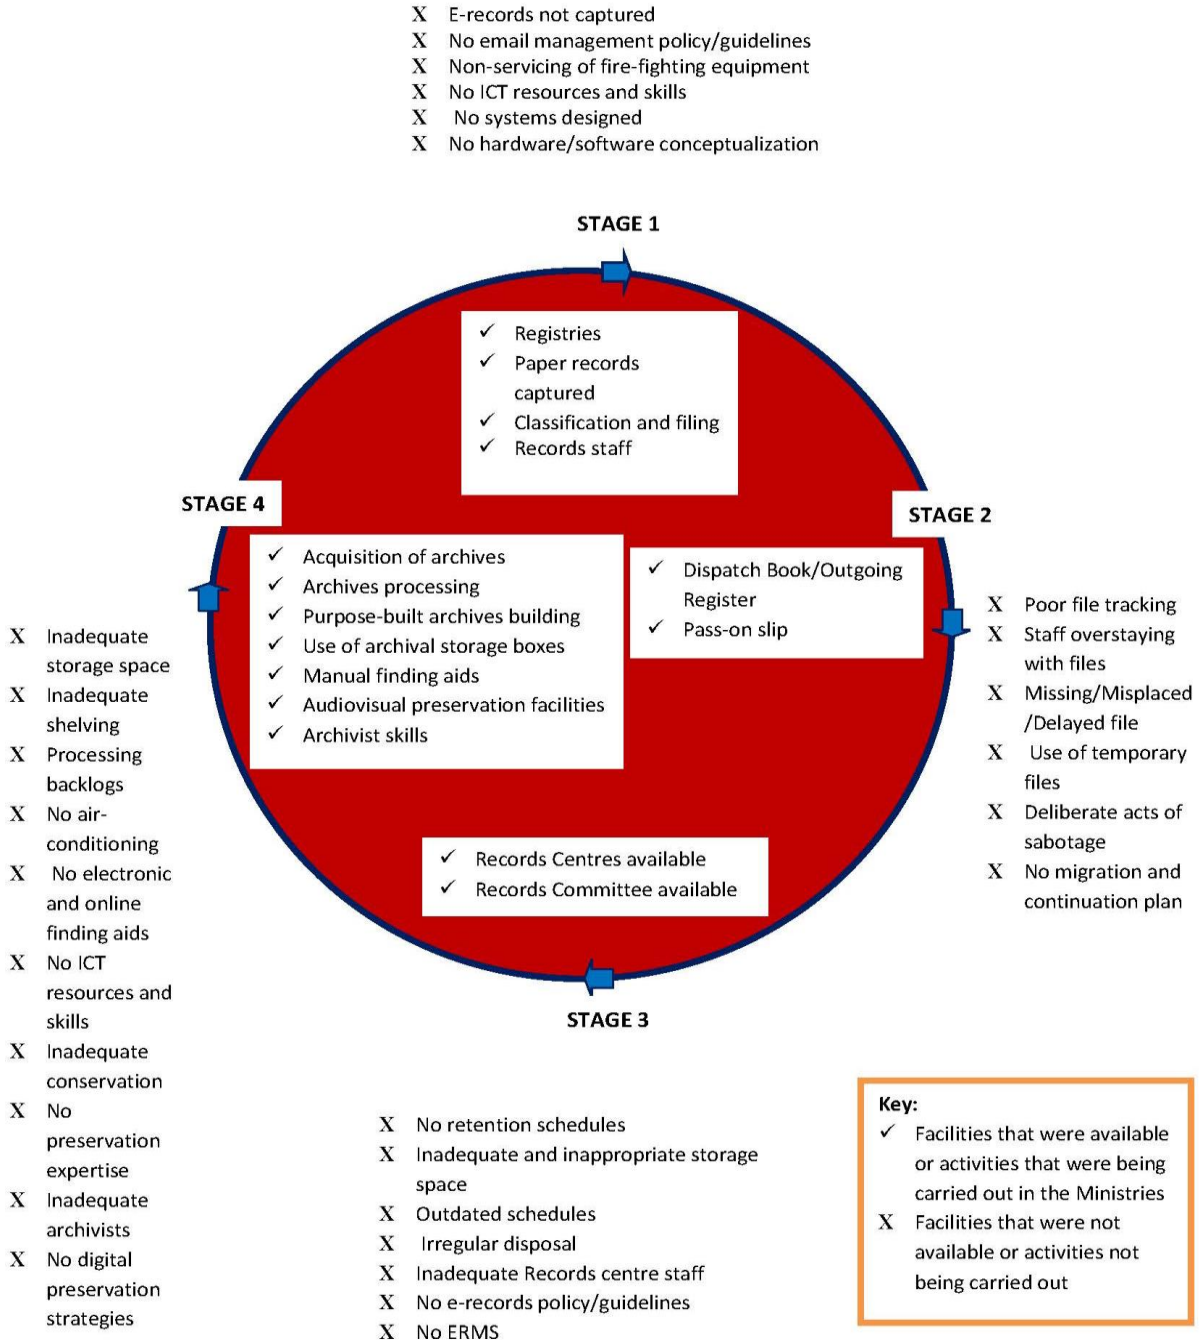 X E-records not captured
X No email management policy/guidelines
X Non-servicing of fire-fighting equipment
X No ICT resources and skills
X No systems designed
X No hardware/software conceptualization
STAGE 1
✓ Registries
✓ Paper records
captured
✓ Classification and filing
✓ Records staff
STAGE 2
✓ Dispatch Book/Outgoing
Register
✓ Pass-on slip
X Poor file tracking
X Staff overstaying
with files
X Missing/Misplaced
/Delayed file
X Use of temporary
files
X Deliberate acts of
sabotage
X No migration and
continuation plan
✓ Records Centres available
✓ Records Committee available
STAGE 3
X No retention schedules
X Inadequate and inappropriate storage
space
X Outdated schedules
X Irregular disposal
X Inadequate Records centre staff
X No e-records policy/guidelines
X No ERMS
STAGE 4
✓ Acquisition of archives
✓ Archives processing
✓ Purpose-built archives building
✓ Use of archival storage boxes
✓ Manual finding aids
✓ Audiovisual preservation facilities
✓ Archivist skills
X Inadequate
storage space
X Inadequate
shelving
X Processing
backlogs
X No air-
conditioning
X No electronic
and online
finding aids
X No ICT
resources and
skills
X Inadequate
conservation
X No
preservation
expertise
X Inadequate
archivists
X No digital
preservation
strategies
Key:
✓ Facilities that were available
or activities that were being
carried out in the Ministries
X Facilities that were not
available or activities not
being carried out